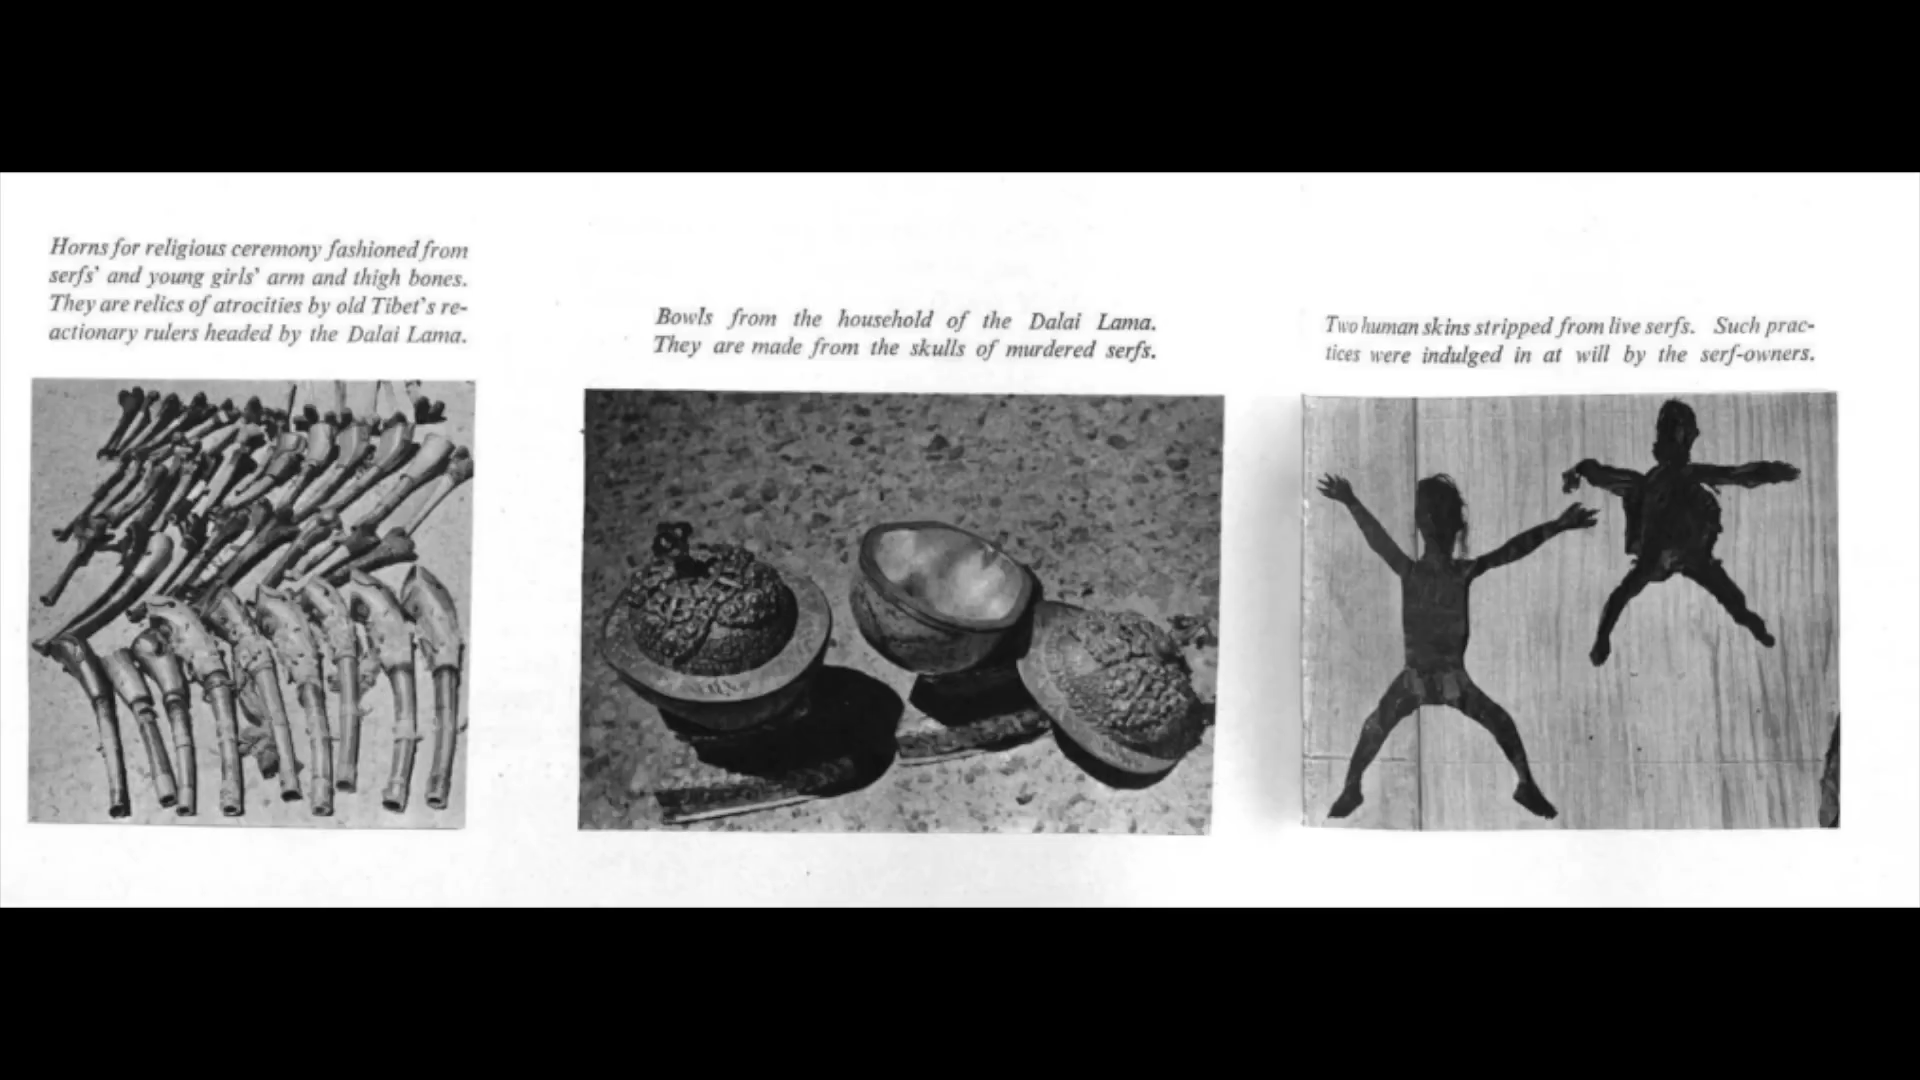 Horns for religious ceremony fashioned from
serfs' and young girls' arm and thigh bones.
They are relics of atrocities by old Tibet's re-
actionary rulers headed by the Dalai Lama.
Bowls from the household of the Dalai Lama.
They are made from the skulls of murdered serfs.
Two human skins stripped from live serfs. Such prac-
tices were indulged in at will by the serf-owners.